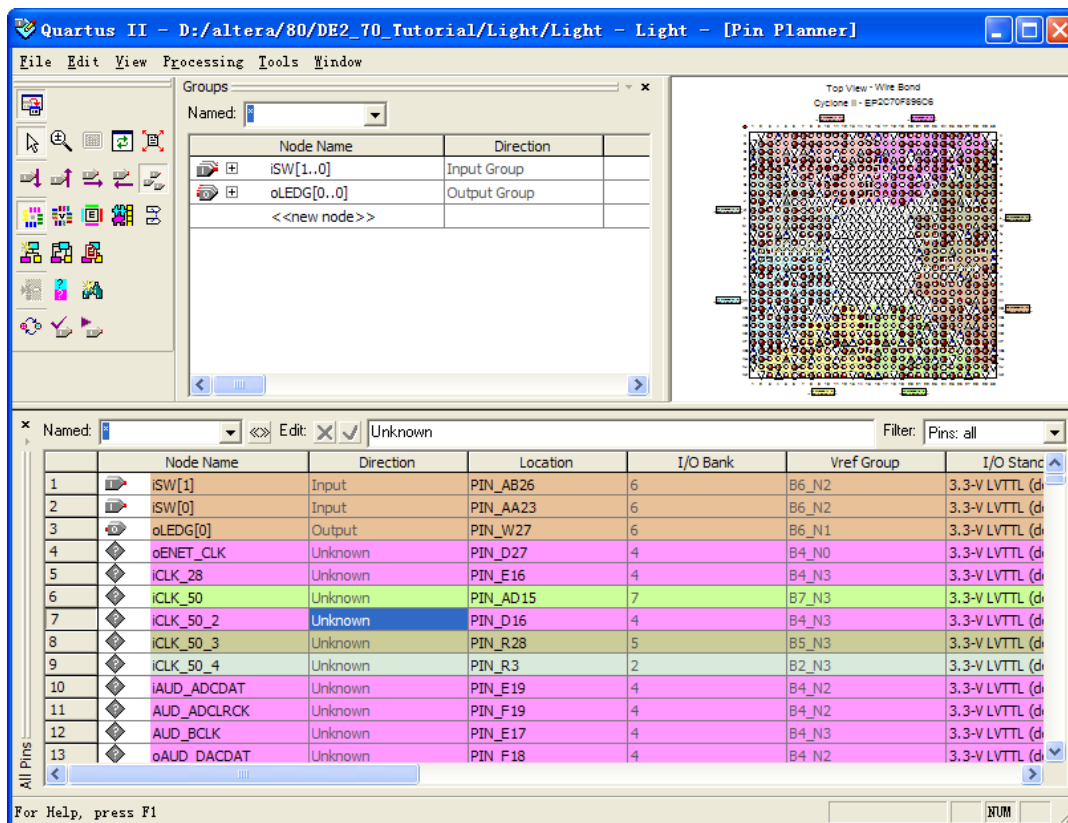 Quartus II - D:/altera/80/DE2_70_Tutorial/Light/Light - Light - [Pin Planner]
File Edit View Processing Tools Window
Groups
Named: *
Node Name Direction
iSW[1..0] Input Group
oLEDG[0..0] Output Group
<<new node>>
Top View - Wire Bond
Cyclone II - EP2C70F896C6
Named: * Edit: Unknown Filter: Pins: all
Node Name Direction Location I/O Bank Vref Group I/O Stanc
1 iSW[1] Input PIN_AB26 6 B6_N2 3.3-V LVTTL (d
2 iSW[0] Input PIN_AA23 6 B6_N2 3.3-V LVTTL (d
3 oLEDG[0] Output PIN_W27 6 B6_N1 3.3-V LVTTL (d
4 oENET_CLK Unknown PIN_D27 4 B4_N0 3.3-V LVTTL (d
5 iCLK_28 Unknown PIN_E16 4 B4_N3 3.3-V LVTTL (d
6 iCLK_50 Unknown PIN_AD15 7 B7_N3 3.3-V LVTTL (d
7 iCLK_50_2 Unknown PIN_D16 4 B4_N3 3.3-V LVTTL (d
8 iCLK_50_3 Unknown PIN_R28 5 B5_N3 3.3-V LVTTL (d
9 iCLK_50_4 Unknown PIN_R3 2 B2_N3 3.3-V LVTTL (d
10 iAUD_ADCDAT Unknown PIN_E19 4 B4_N2 3.3-V LVTTL (d
11 AUD_ADCLRCK Unknown PIN_F19 4 B4_N2 3.3-V LVTTL (d
12 AUD_BCLK Unknown PIN_E17 4 B4_N3 3.3-V LVTTL (d
13 oAUD_DACDAT Unknown PIN_F18 4 B4_N2 3.3-V LVTTL (d
All Pins
For Help, press F1 NUM